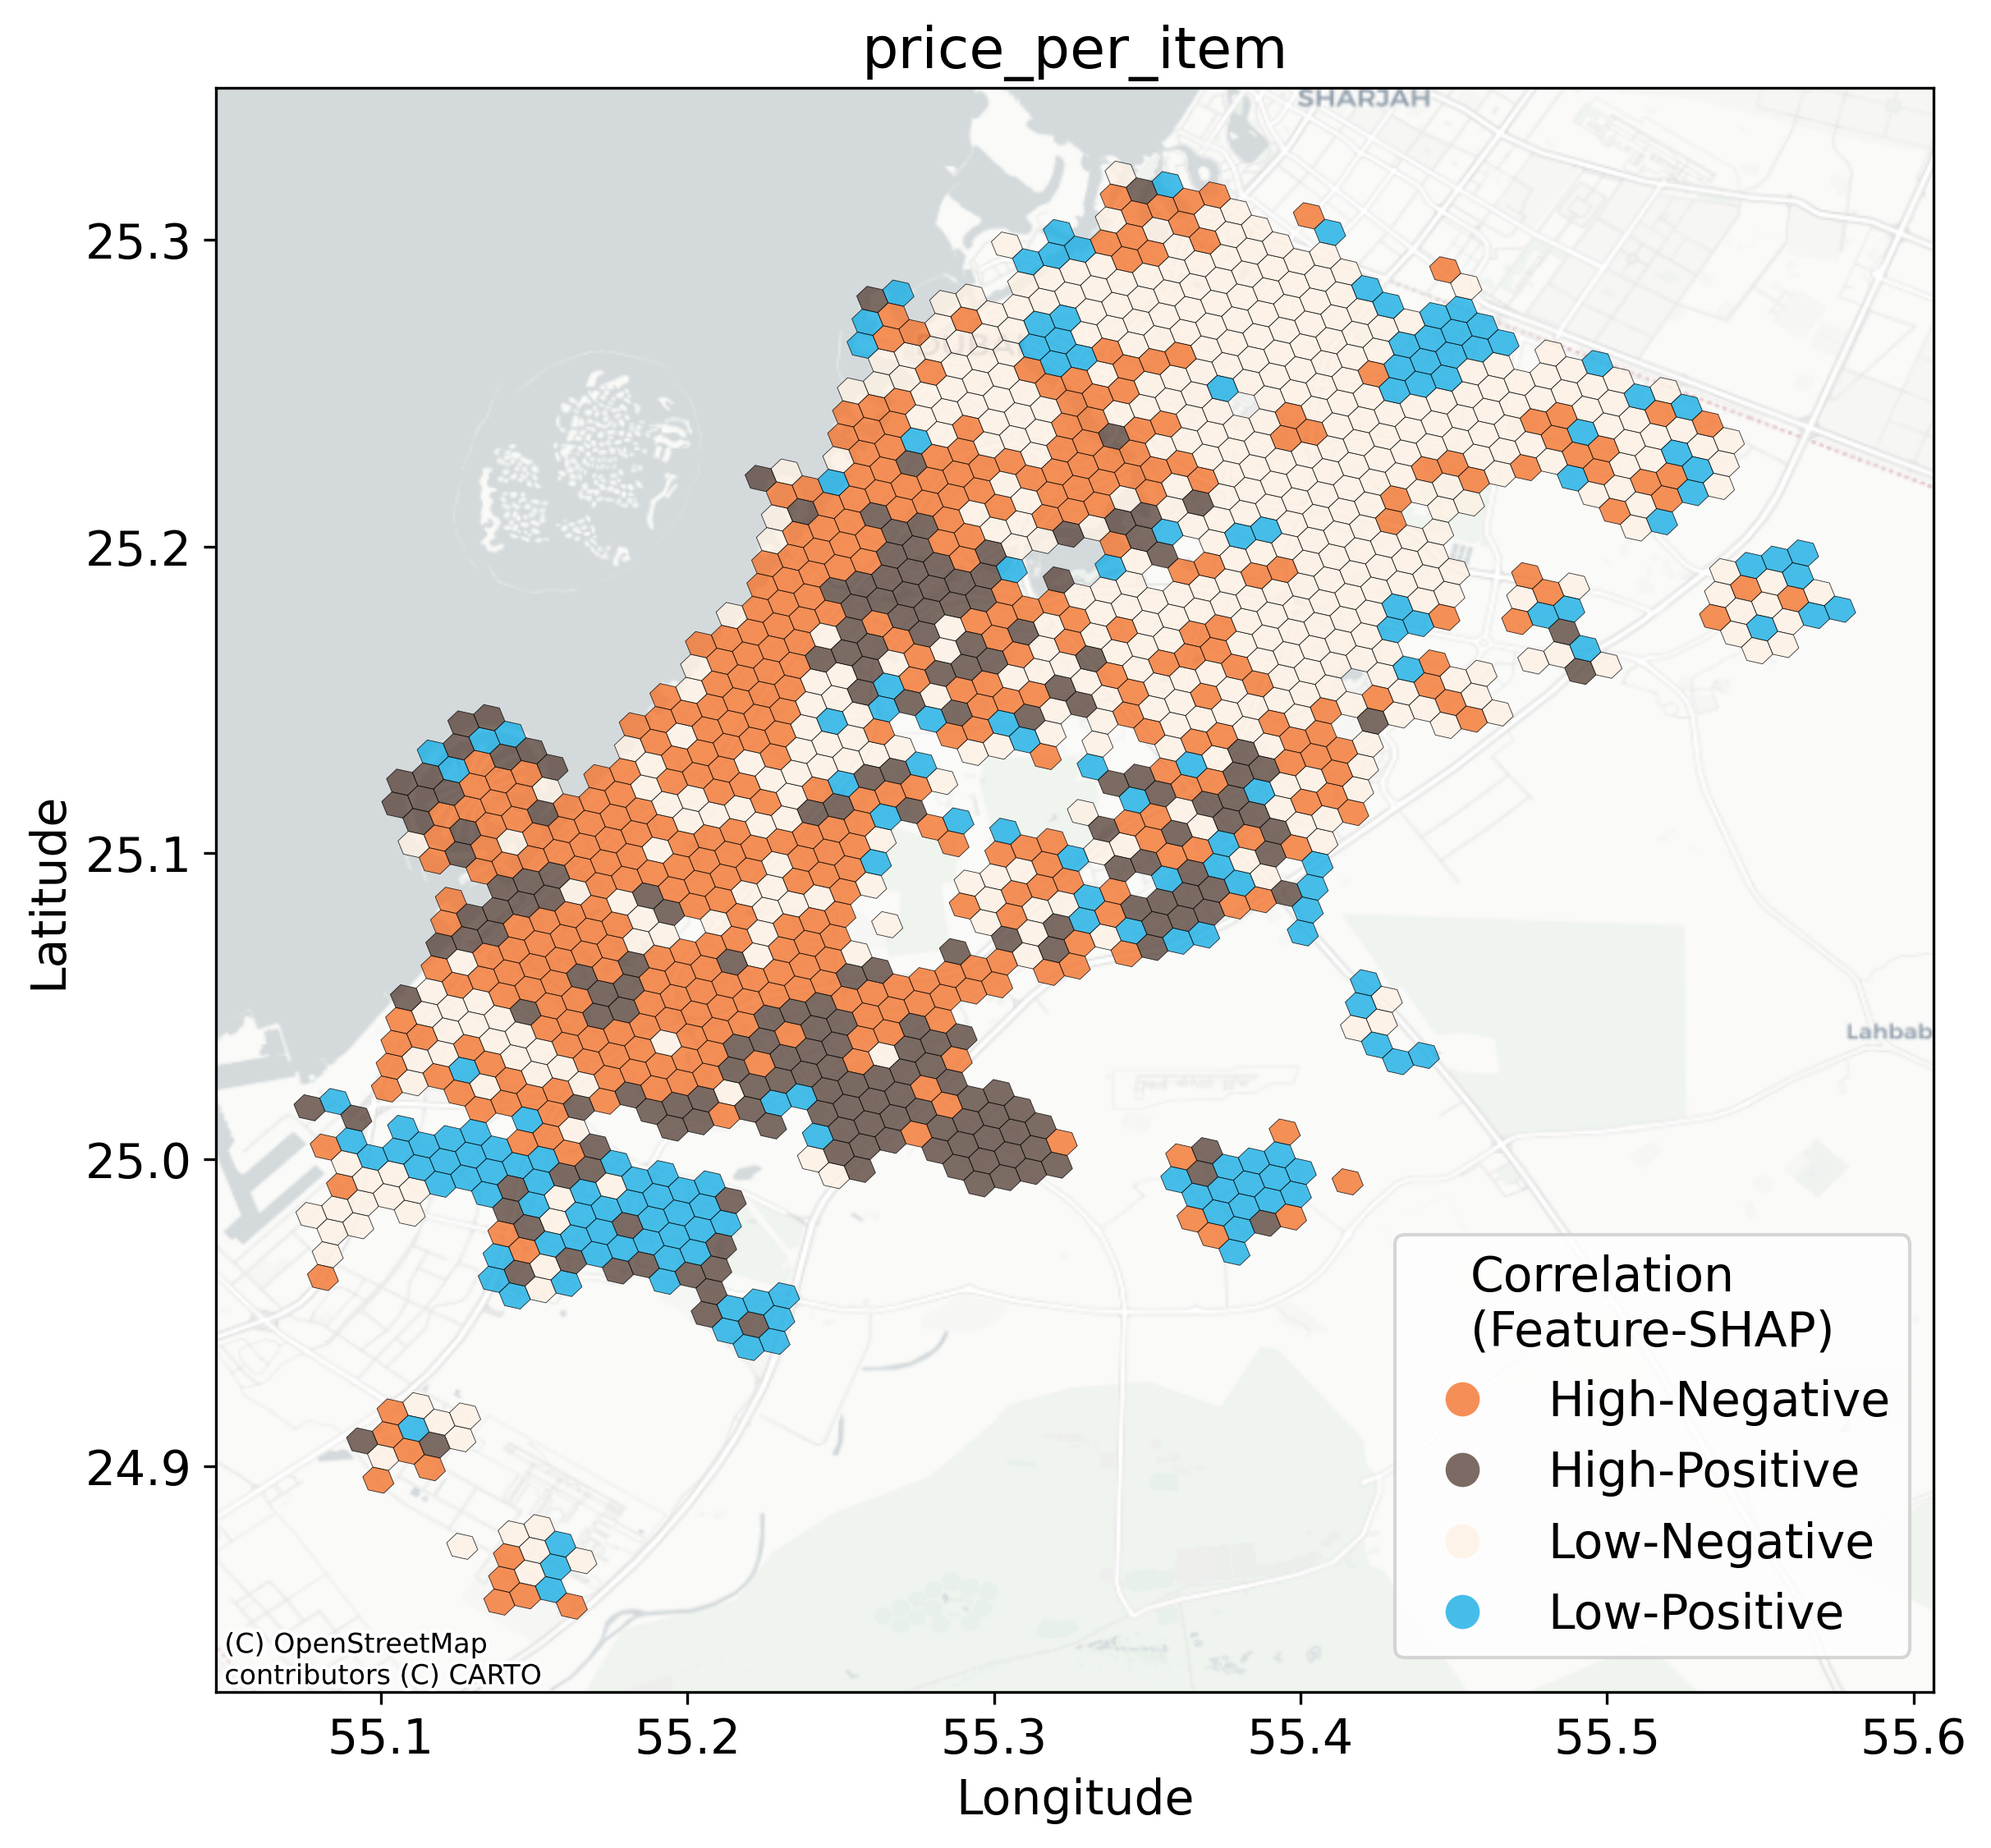 price_per_item
SHARJAH
25.3
DUBAI
25.2
25.1
Lahbab
25.0
24.9
Latitude
Correlation
(Feature-SHAP)
High-Negative
High-Positive
Low-Negative
Low-Positive
(C) OpenStreetMap
contributors (C) CARTO
55.1
55.2
55.3
55.4
55.5
55.6
Longitude